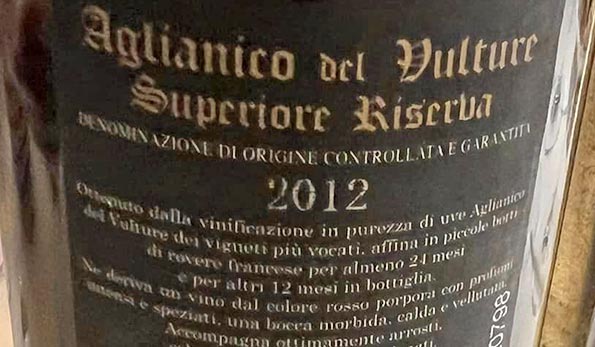 Aglianico del Vulture
Superiore Riserva
DENOMINAZIONE DI ORIGINE CONTROLLATA E GARANTITA
2012
Ottenuto dalla vinificazione in purezza di uve Aglianico
del Vulture dei vigneti più vocati, affina in piccole botti
di rovere francese per almeno 24 mesi
e per altri 12 mesi in bottiglia.
Ne deriva un vino dal colore rosso porpora con profumi
intensi e speziati, una bocca morbida, calda e vellutata.
Accompagna ottimamente arrosti,
0798